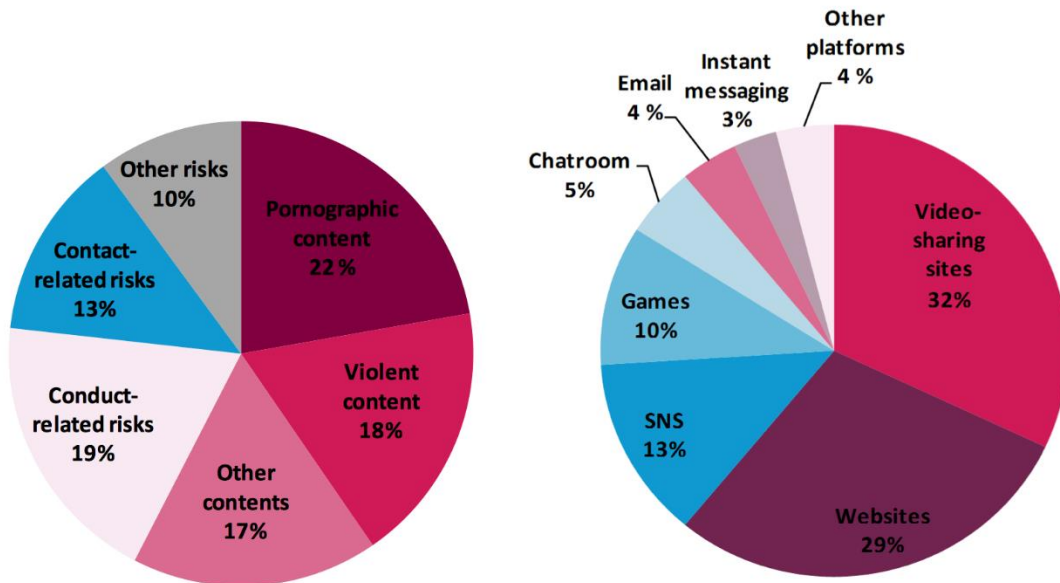 Other risks
10%
Pornographic
content
22 %
Contact-
related risks
13%
Violent
content
18%
Conduct-
related risks
19%
Other
contents
17%
Other
platforms
4 %
Instant
messaging
3%
Email
4 %
Chatroom
5%
Video-
sharing
sites
32%
Games
10%
SNS
13%
Websites
29%